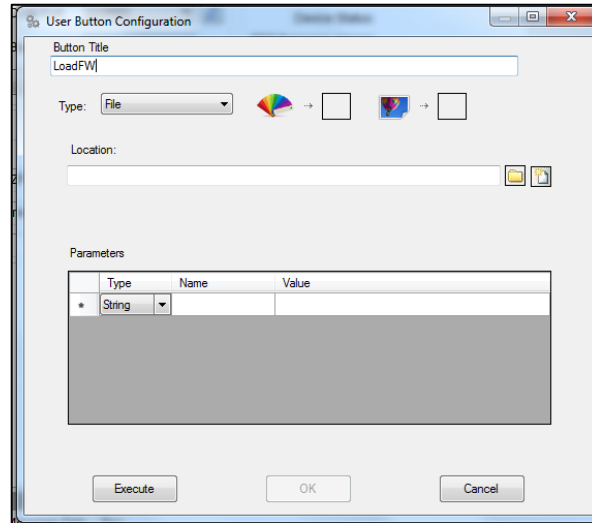 User Button Configuration
Button Title
LoadFW
Type: File
Location:
Parameters
Type Name Value
* String
Execute OK Cancel